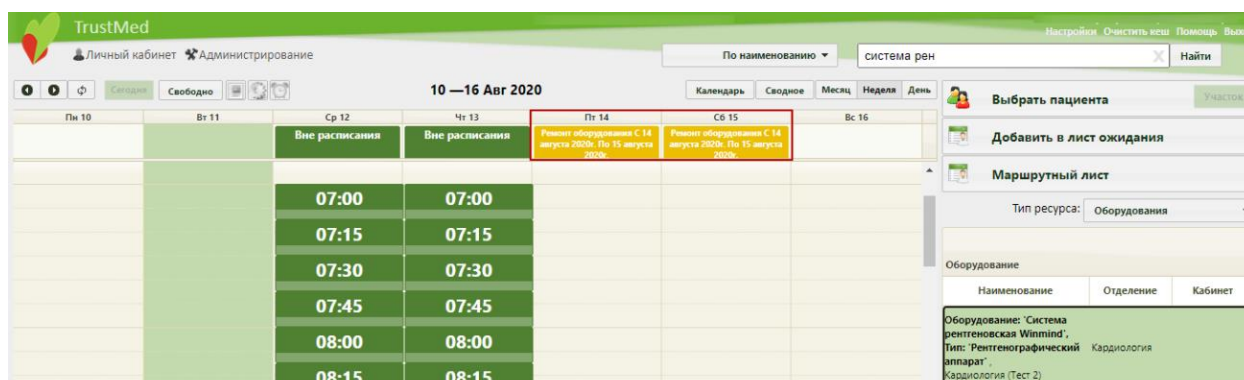 TrustMed
Настройки Очистить кеш Помощь Вых
Личный кабинет Администрирование
По наименованию
система рен
Найти
Сегодня
Свободно
10 —16 Авг 2020
Календарь Сводное Месяц Неделя День
Выбрать пациента
Участок
Пн 10 Вт 11 Ср 12 Чт 13 Пт 14 Сб 15 Вс 16
Вне расписания Вне расписания
Ремонт оборудования С 14 августа 2020г. По 15 августа 2020г.
Ремонт оборудования С 14 августа 2020г. По 15 августа 2020г.
Добавить в лист ожидания
Маршрутный лист
07:00 07:00
Тип ресурса: Оборудования
07:15 07:15
07:30 07:30
Оборудование
07:45 07:45
Наименование Отделение Кабинет
08:00 08:00
Оборудование: 'Система
рентгеновская Winmind',
Тип: 'Рентгенографический Кардиология
аппарат' ,
Кардиология (Тест 2)
08:15 08:15